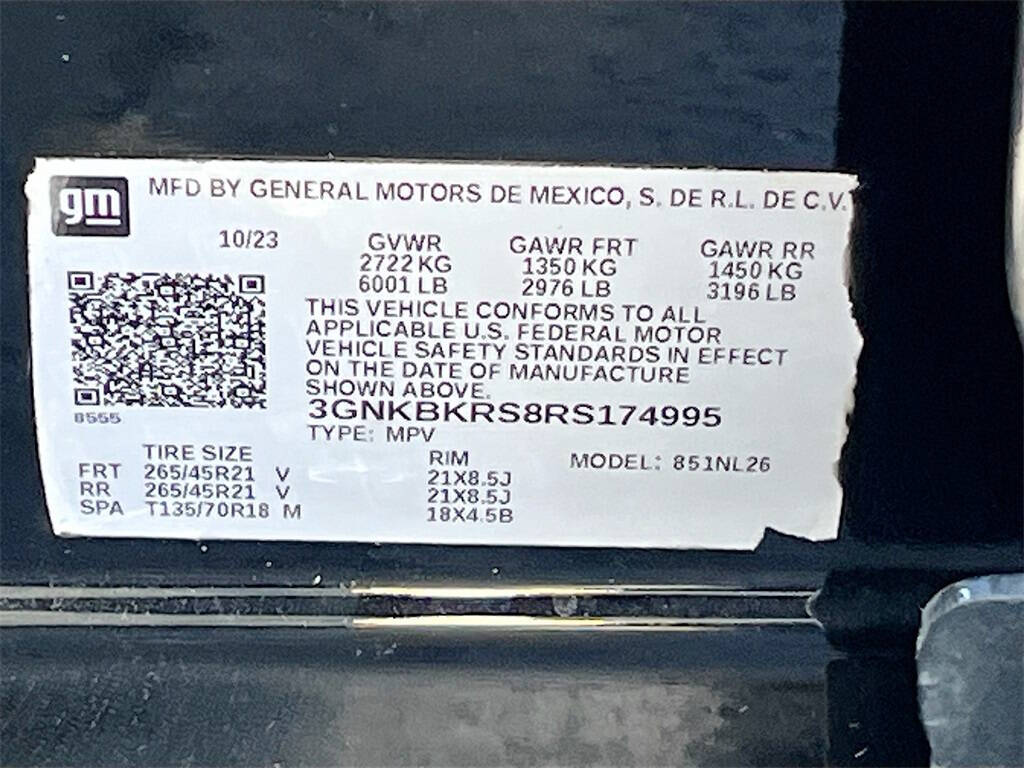 gm MFD BY GENERAL MOTORS DE MEXICO, S. DE R.L. DE C.V.
10/23 GVWR GAWR FRT GAWR RR
2722 KG 1350 KG 1450 KG
6001 LB 2976 LB 3196 LB
THIS VEHICLE CONFORMS TO ALL
APPLICABLE U.S. FEDERAL MOTOR
VEHICLE SAFETY STANDARDS IN EFFECT
ON THE DATE OF MANUFACTURE
SHOWN ABOVE.
8555 3GNKBKRS8RS174995
TYPE: MPV
TIRE SIZE RIM MODEL: 851NL26
FRT 265/45R21 V 21X8.5J
RR 265/45R21 V 21X8.5J
SPA T135/70R18 M 18X4.5B